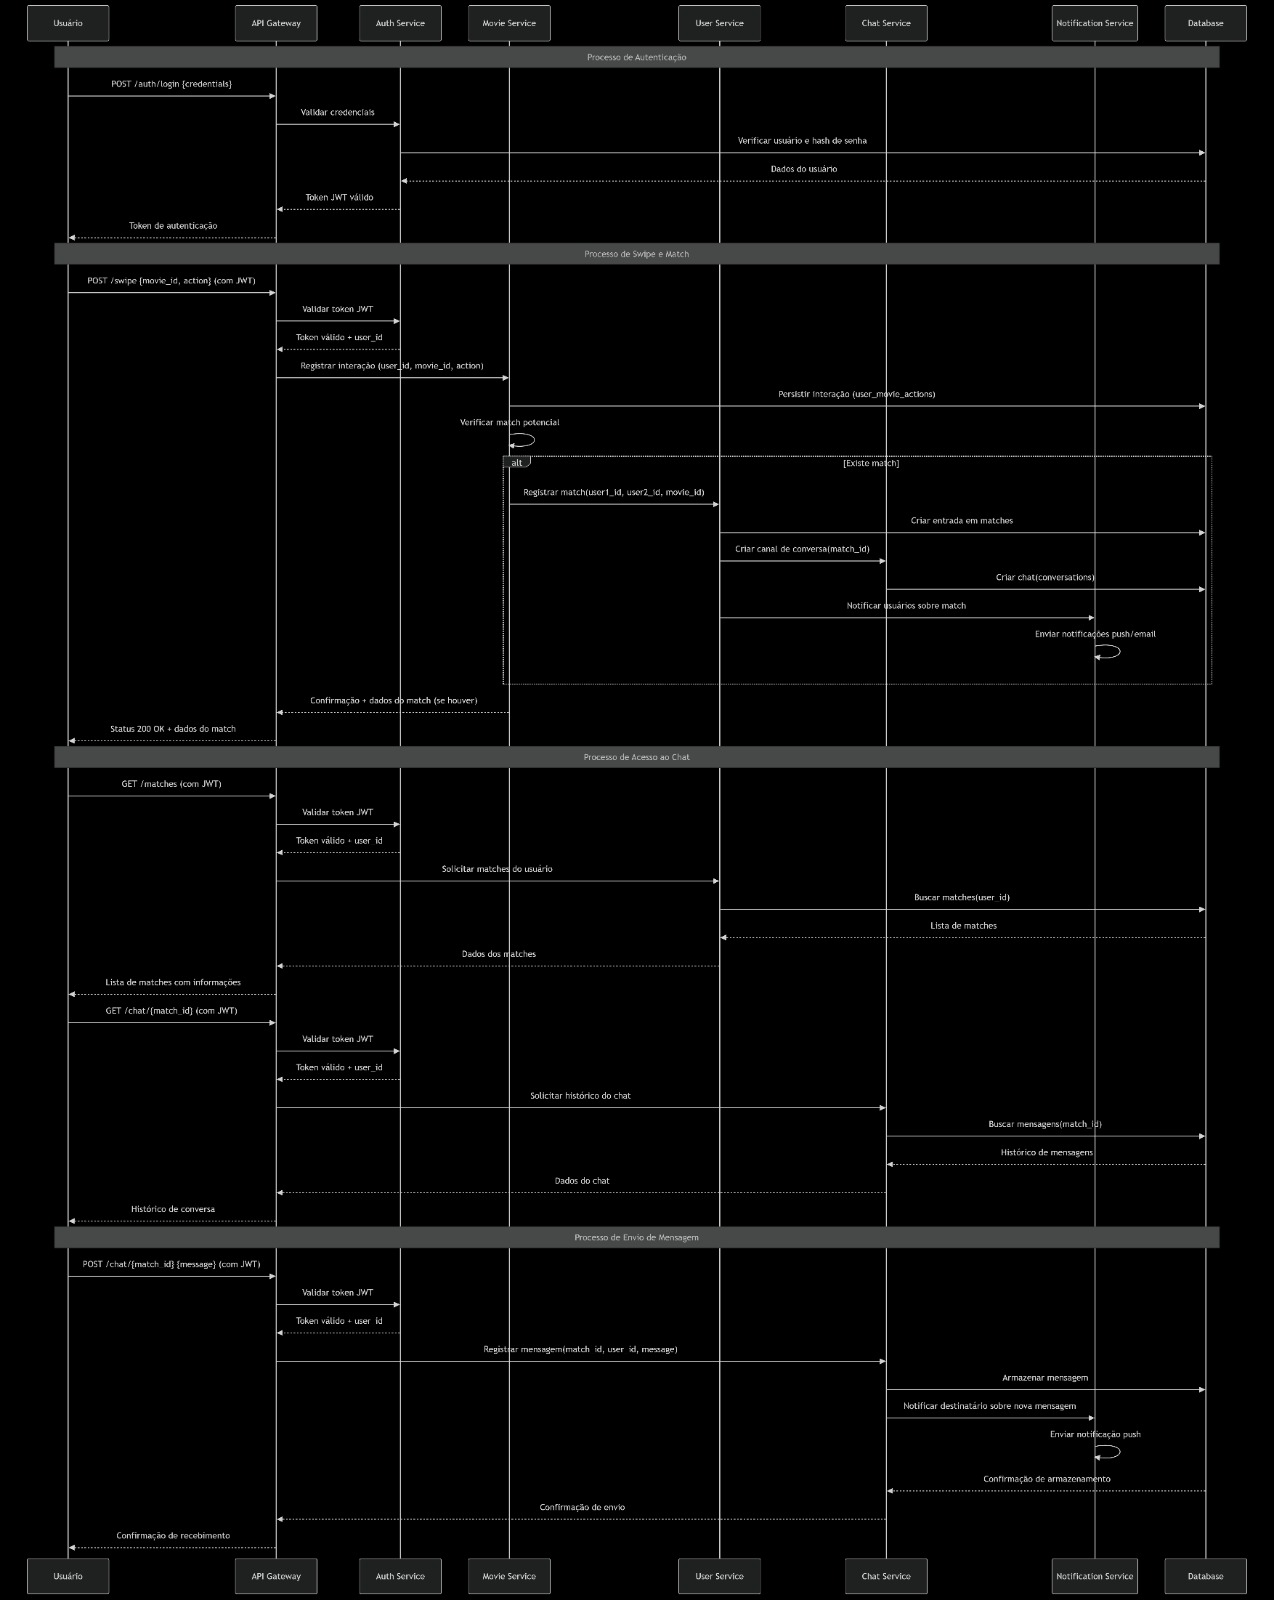 Usuário
API Gateway
Auth Service
Movie Service
User Service
Chat Service
Notification Service
Database
Processo de Autenticação
POST /auth/login {credentials}
Validar credenciais
Verificar usuário e hash de senha
Dados do usuário
Token JWT válido
Token de autenticação
Processo de Swipe e Match
POST /swipe {movie_id, action} (com JWT)
Validar token JWT
Token válido + user_id
Registrar interação (user_id, movie_id, action)
Persistir interação (user_movie_actions)
Verificar match potencial
alt
[Existe match]
Registrar match(user1_id, user2_id, movie_id)
Criar entrada em matches
Criar canal de conversa(match_id)
Criar chat(conversations)
Notificar usuários sobre match
Enviar notificações push/email
Confirmação + dados do match (se houver)
Status 200 OK + dados do match
Processo de Acesso ao Chat
GET /matches (com JWT)
Validar token JWT
Token válido + user_id
Solicitar matches do usuário
Buscar matches(user_id)
Lista de matches
Dados dos matches
Lista de matches com informações
GET /chat/{match_id} (com JWT)
Validar token JWT
Token válido + user_id
Solicitar histórico do chat
Buscar mensagens(match_id)
Histórico de mensagens
Dados do chat
Histórico de conversa
Processo de Envio de Mensagem
POST /chat/{match_id} {message} (com JWT)
Validar token JWT
Token válido + user_id
Registrar mensagem(match_id, user_id, message)
Armazenar mensagem
Notificar destinatário sobre nova mensagem
Enviar notificação push
Confirmação de armazenamento
Confirmação de envio
Confirmação de recebimento
Usuário
API Gateway
Auth Service
Movie Service
User Service
Chat Service
Notification Service
Database